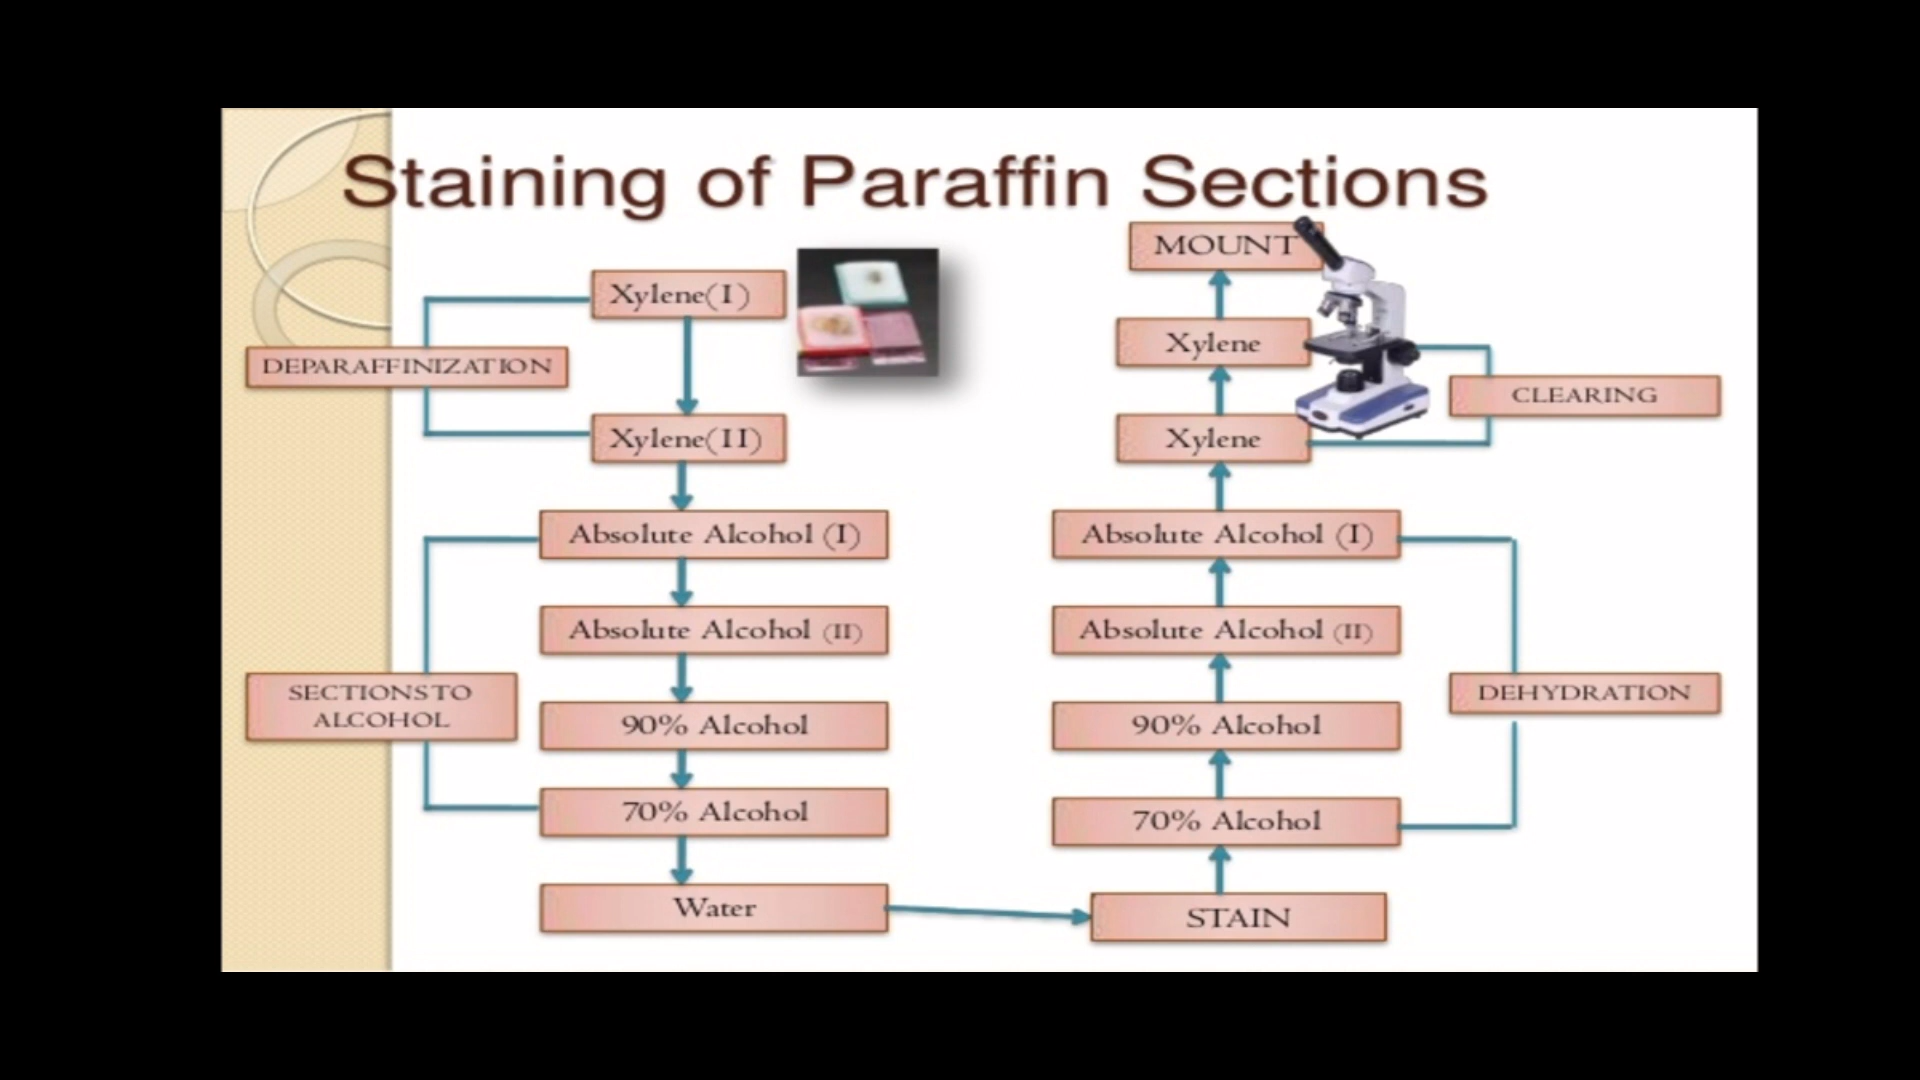 Staining of Paraffin Sections
Xylene(I)
DEPARAFFINIZATION
Xylene(II)
Absolute Alcohol (I)
Absolute Alcohol (II)
SECTIONS TO
ALCOHOL
90% Alcohol
70% Alcohol
Water
STAIN
70% Alcohol
90% Alcohol
DEHYDRATION
Absolute Alcohol (II)
Absolute Alcohol (I)
Xylene
CLEARING
Xylene
MOUNT